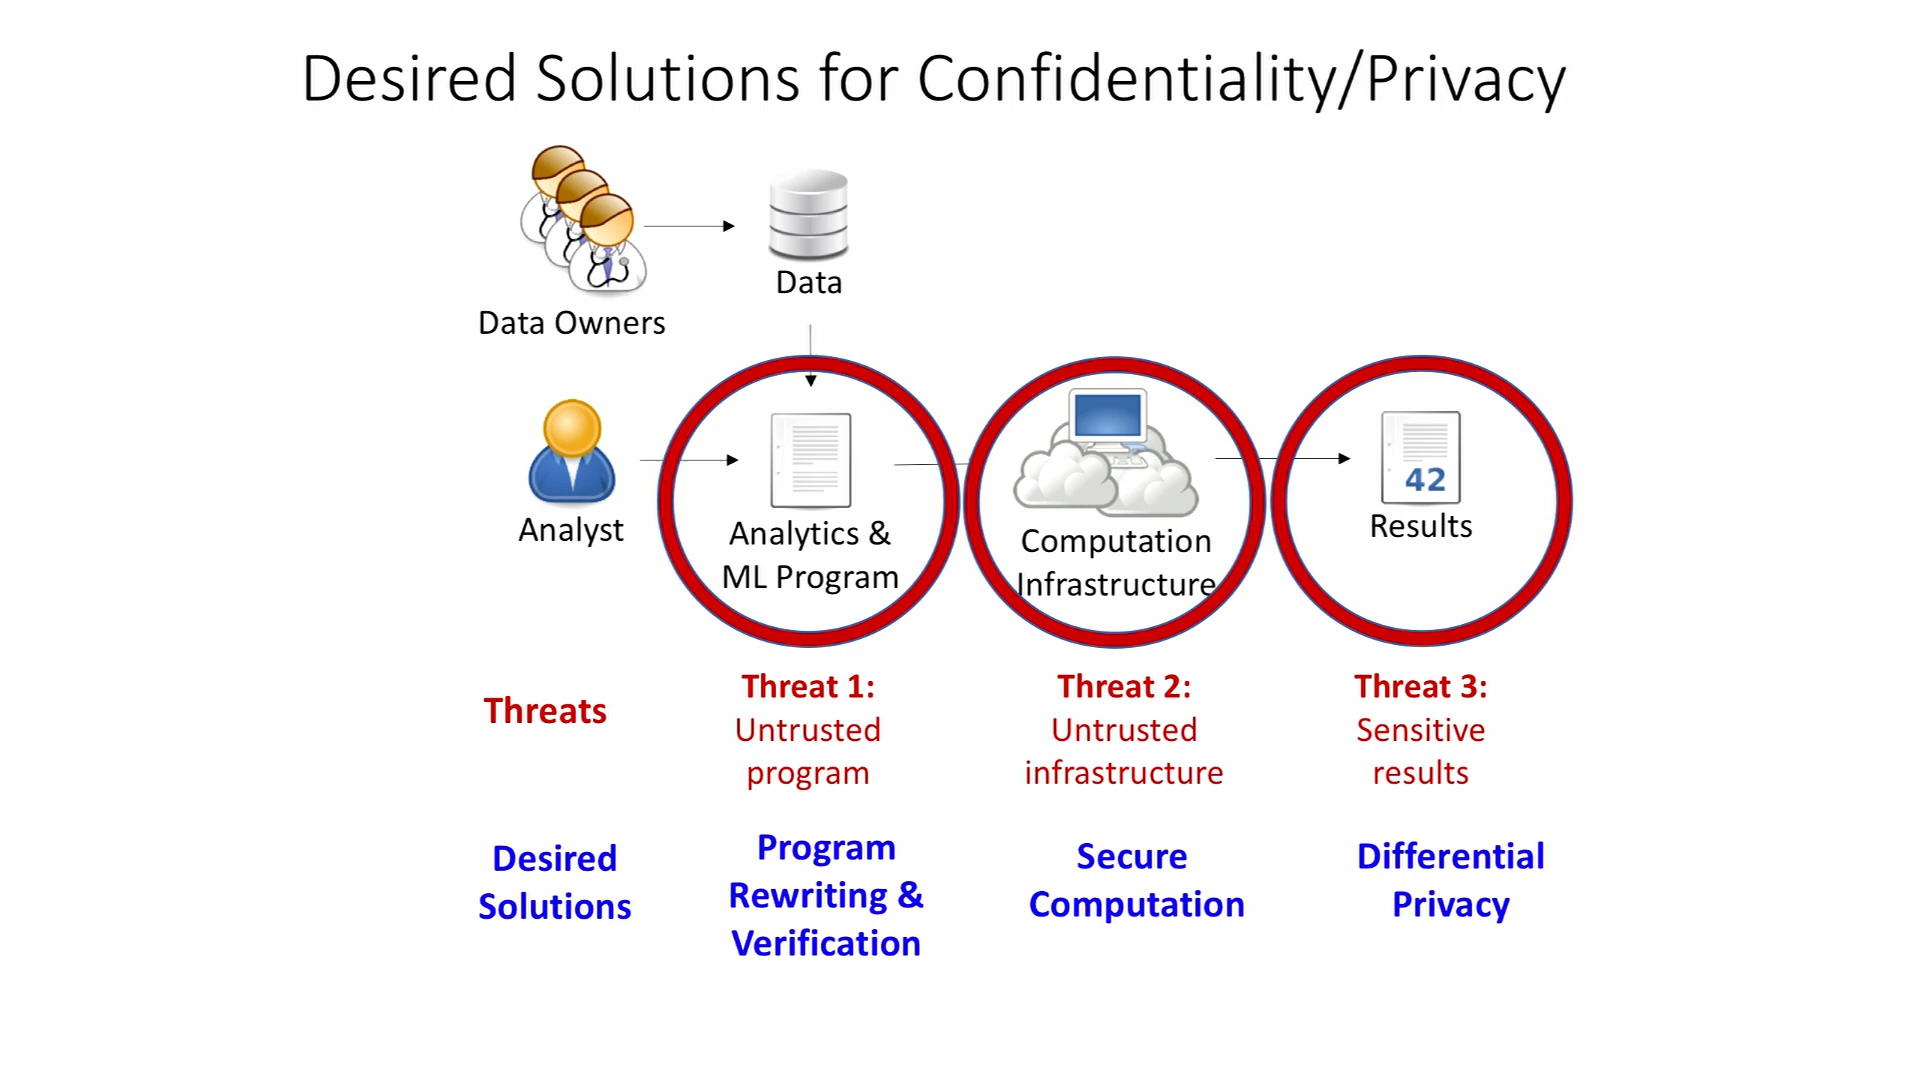 Desired Solutions for Confidentiality/Privacy
Data
Data Owners
Analyst
Analytics &
ML Program
Computation
Infrastructure
42
Results
Threats
Threat 1:
Untrusted
program
Threat 2:
Untrusted
infrastructure
Threat 3:
Sensitive
results
Desired
Solutions
Program
Rewriting &
Verification
Secure
Computation
Differential
Privacy